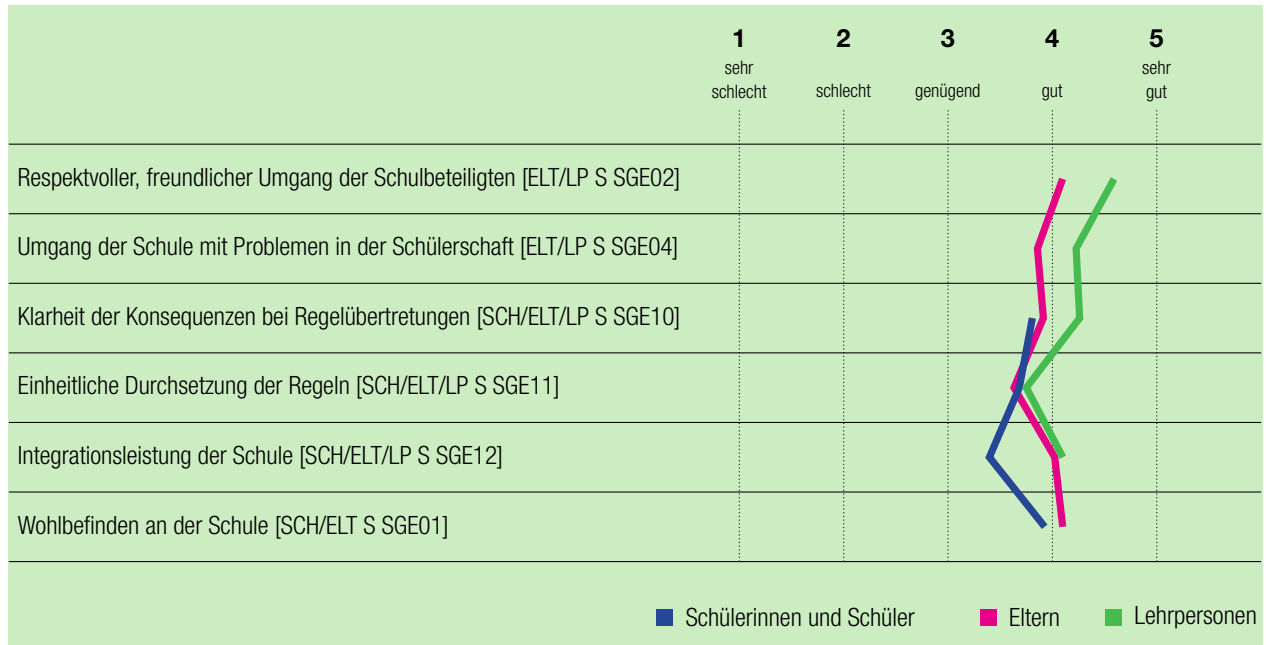 1 2 3 4 5
sehr schlecht schlecht genügend gut sehr gut
Respektvoller, freundlicher Umgang der Schulbeteiligten [ELT/LP S SGE02]
Umgang der Schule mit Problemen in der Schülerschaft [ELT/LP S SGE04]
Klarheit der Konsequenzen bei Regelübertretungen [SCH/ELT/LP S SGE10]
Einheitliche Durchsetzung der Regeln [SCH/ELT/LP S SGE11]
Integrationsleistung der Schule [SCH/ELT/LP S SGE12]
Wohlbefinden an der Schule [SCH/ELT S SGE01]
Schülerinnen und Schüler Eltern Lehrpersonen